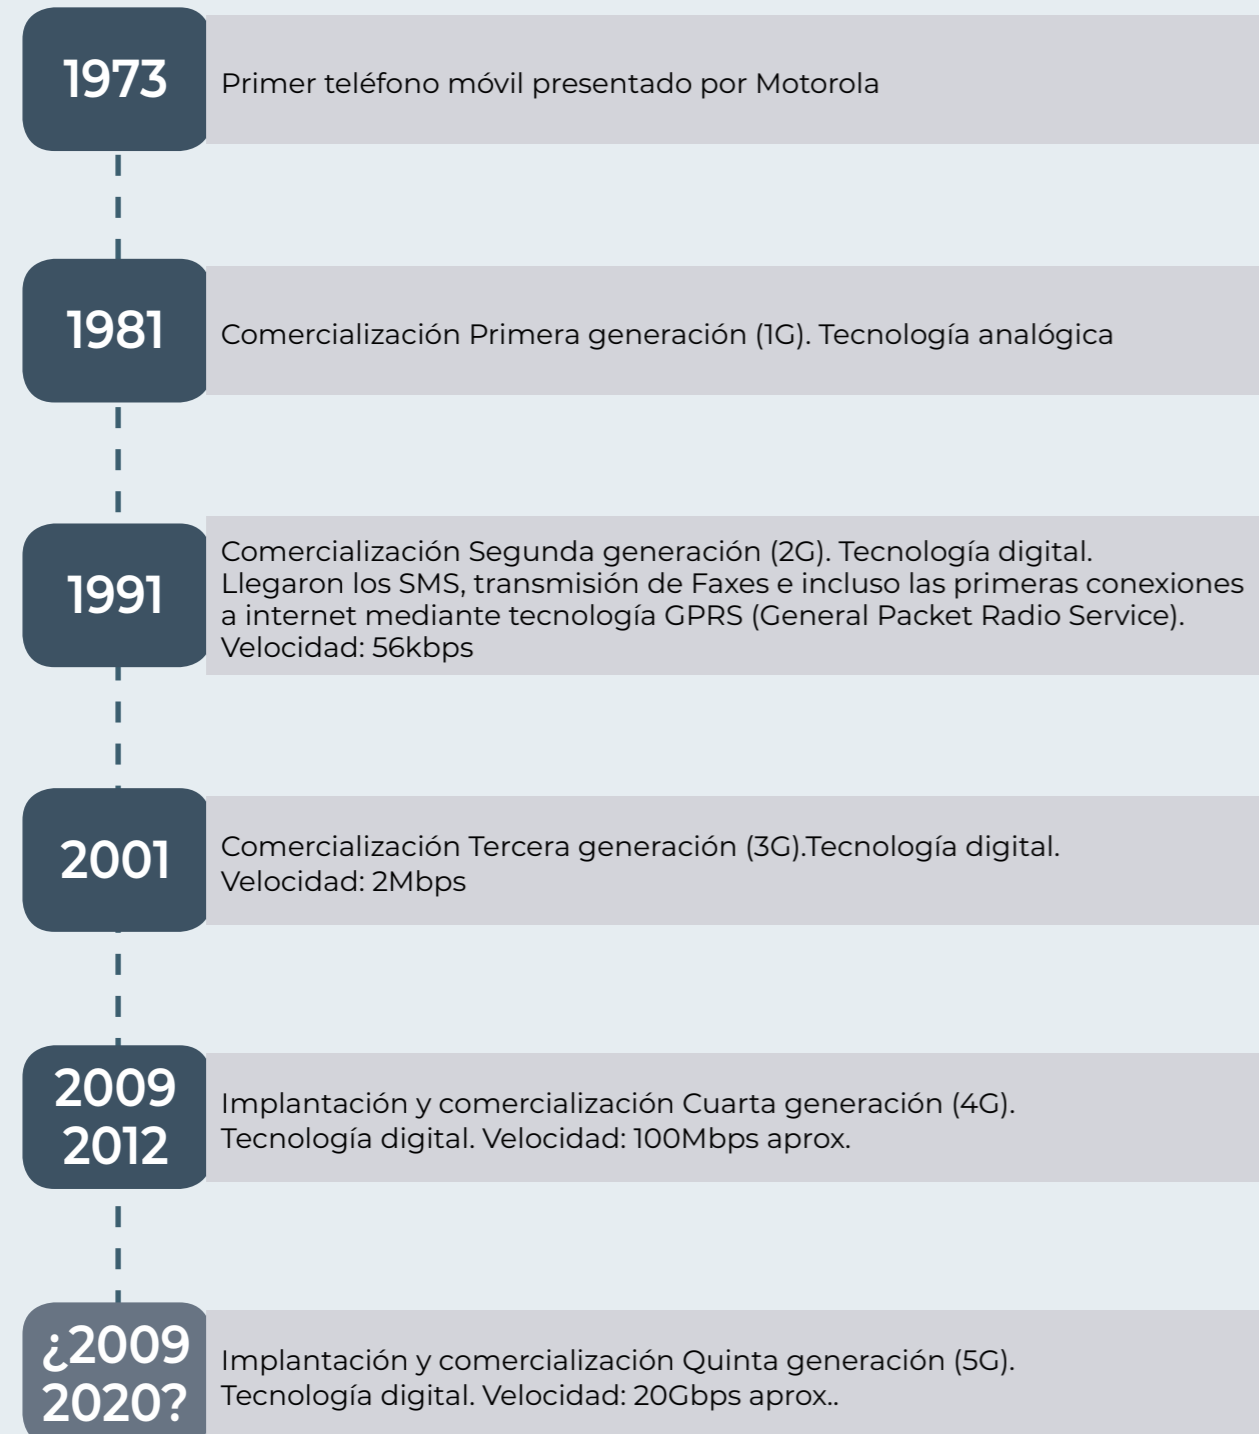 1973
Primer teléfono móvil presentado por Motorola
1981
Comercialización Primera generación (1G). Tecnología analógica
1991
Comercialización Segunda generación (2G). Tecnología digital.
Llegaron los SMS, transmisión de Faxes e incluso las primeras conexiones
a internet mediante tecnología GPRS (General Packet Radio Service).
Velocidad: 56kbps
2001
Comercialización Tercera generación (3G).Tecnología digital.
Velocidad: 2Mbps
2009
2012
Implantación y comercialización Cuarta generación (4G).
Tecnología digital. Velocidad: 100Mbps aprox.
¿2009
2020?
Implantación y comercialización Quinta generación (5G).
Tecnología digital. Velocidad: 20Gbps aprox..